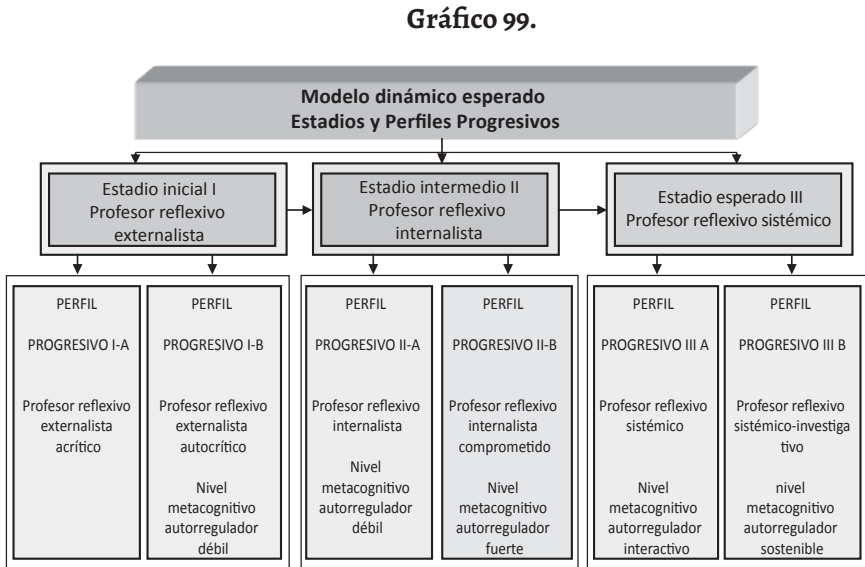 Gráfico 99.
Modelo dinámico esperado
Estadios y Perfiles Progresivos
Estadio inicial I
Profesor reflexivo
externalista
Estadio intermedio II
Profesor reflexivo
internalista
Estadio esperado III
Profesor reflexivo sistémico
PERFIL
PROGRESIVO I-A
Profesor reflexivo
externalista
acrítico
PERFIL
PROGRESIVO I-B
Profesor reflexivo
externalista
autocrítico
Nivel
metacognitivo
autorregulador
débil
PERFIL
PROGRESIVO II-A
Profesor reflexivo
internalista
Nivel
metacognitivo
autorregulador
débil
PERFIL
PROGRESIVO II-B
Profesor reflexivo
internalista
comprometido
Nivel
metacognitivo
autorregulador
fuerte
PERFIL
PROGRESIVO III A
Profesor reflexivo
sistémico
Nivel
metacognitivo
autorregulador
interactivo
PERFIL
PROGRESIVO III B
Profesor reflexivo
sistémico-investiga
tivo
nivel
metacognitivo
autorregulador
sostenible